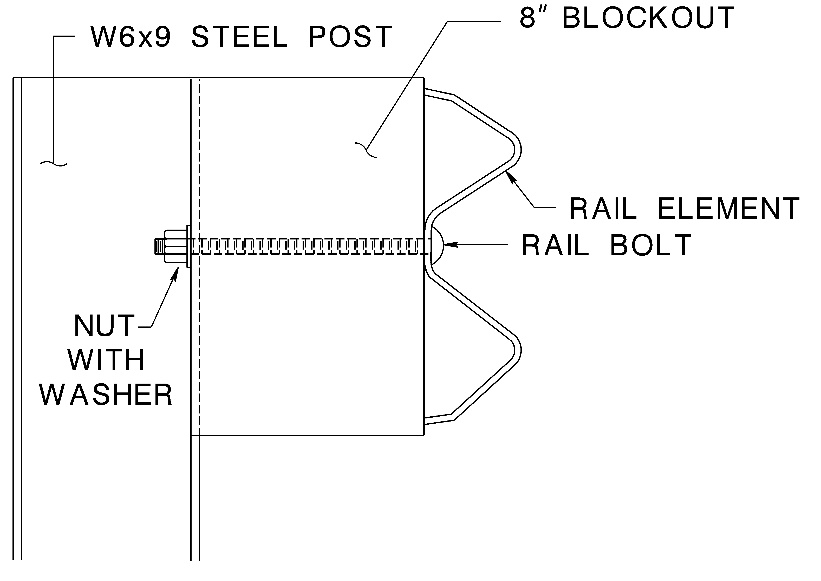 8" BLOCKOUT
W6x9 STEEL POST
RAIL ELEMENT
RAIL BOLT
NUT
WITH
WASHER